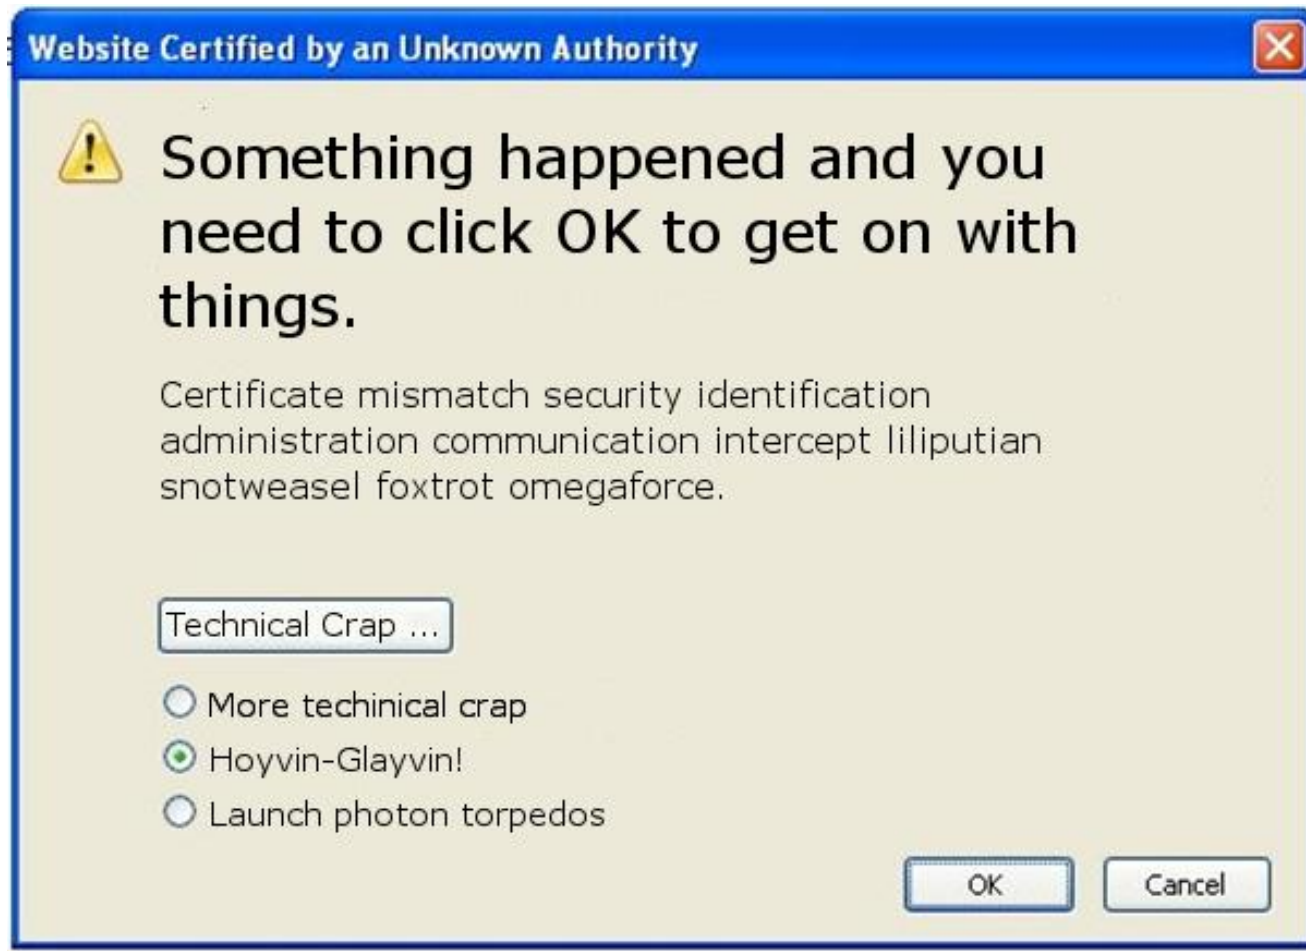 Website Certified by an Unknown Authority
Something happened and you
need to click OK to get on with
things.
Certificate mismatch security identification
administration communication intercept liliputian
snotweasel foxtrot omegaforce.
Technical Crap ...
More techinical crap
Hoyvin-Glayvin!
Launch photon torpedos
OK
Cancel